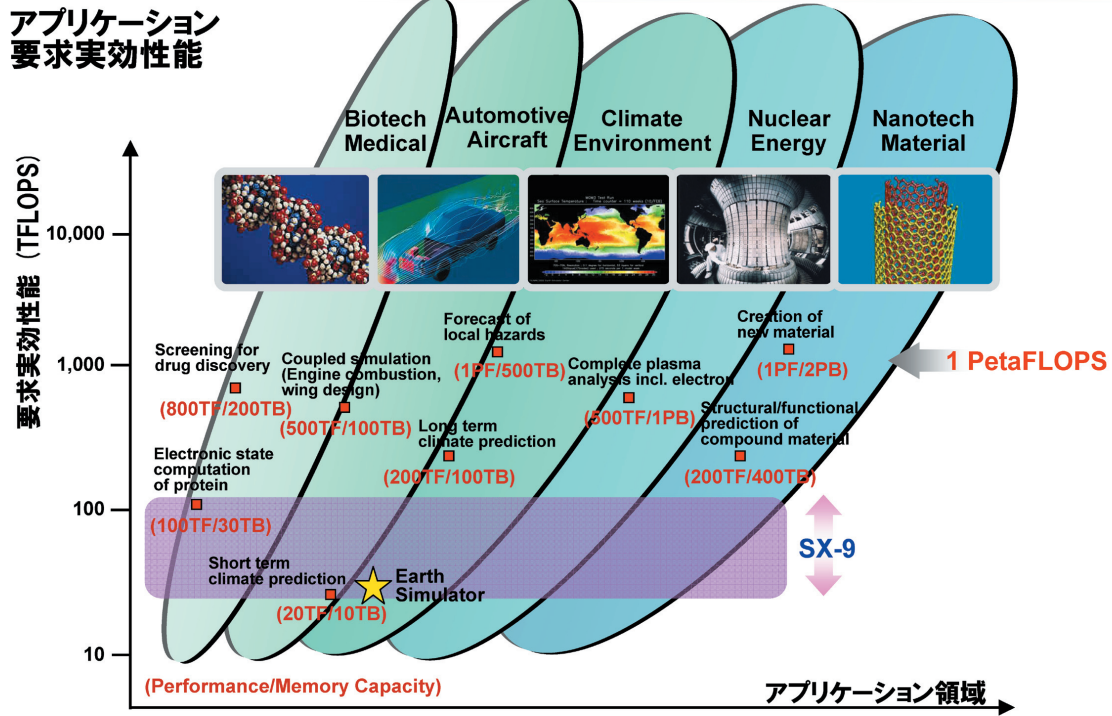 アプリケーション
要求実効性能
Biotech
Medical
Automotive
Aircraft
Climate
Environment
Nuclear
Energy
Nanotech
Material
要求実効性能 (TFLOPS)
10,000
1,000
100
10
Forecast of
local hazards
(1PF/500TB)
Creation of
new material
(1PF/2PB)
1 PetaFLOPS
Screening for
drug discovery
(800TF/200TB)
Coupled simulation
(Engine combustion,
wing design)
(500TF/100TB)
Complete plasma
analysis incl. electron
(500TF/1PB)
Long term
climate prediction
(200TF/100TB)
Structural/functional
prediction of
compound material
(200TF/400TB)
Electronic state
computation
of protein
(100TF/30TB)
SX-9
Short term
climate prediction
(20TF/10TB)
Earth
Simulator
(Performance/Memory Capacity)
アプリケーション領域